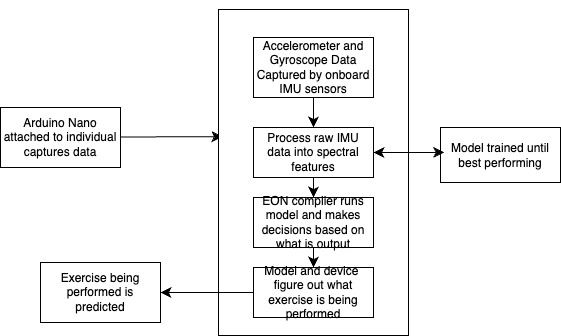 Accelerometer and
Gyroscope Data
Captured by onboard
IMU sensors
Arduino Nano
attached to individual
captures data
Process raw IMU
data into spectral
features
Model trained until
best performing
EON complier runs
model and makes
decisions based on
what is output
Model and device
figure out what
exercise is being
performed
Exercise being
performed is
predicted